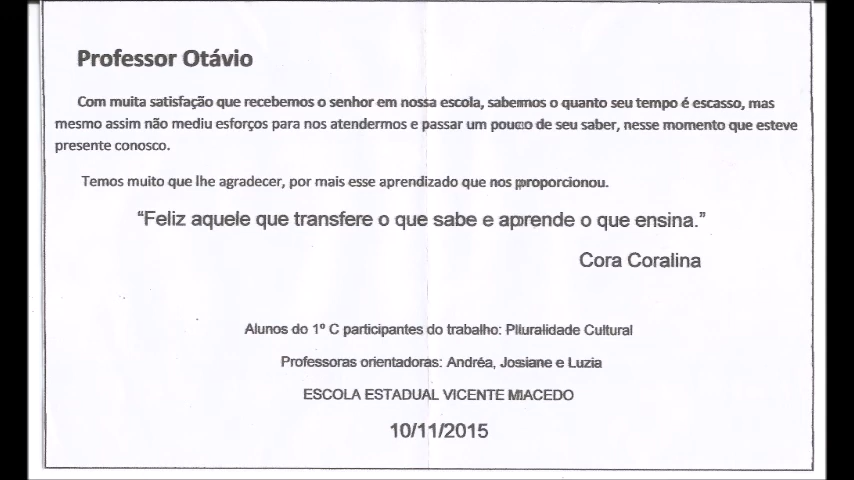 Professor Otávio
Com muita satisfação que recebemos o senhor em nossa escola, sabemos o quanto seu tempo é escasso, mas
mesmo assim não mediu esforços para nos atendermos e passar um pouco de seu saber, nesse momento que esteve
presente conosco.
Temos muito que lhe agradecer, por mais esse aprendizado que nos proporcionou.
“Feliz aquele que transfere o que sabe e aprende o que ensina.”
Cora Coralina
Alunos do 1º C participantes do trabalho: Pluralidade Cultural
Professoras orientadoras: Andréa, Jossiane e Luzia
ESCOLA ESTADUAL VICENTE MACEDO
10/11/2015